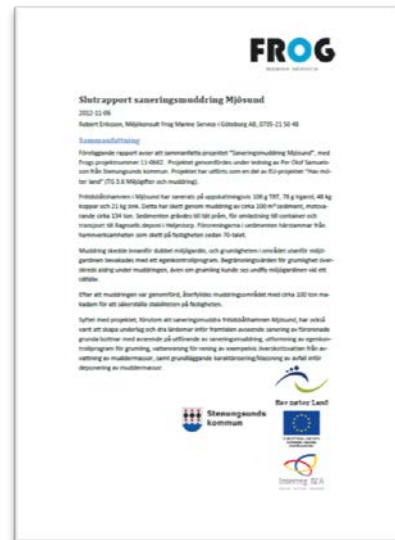 FROG
MARINE SERVICE
Slutrapport saneringsmuddring Mjösund
2012-11-06
Robert Eriksson, Miljökonsult Frog Marine Service i Göteborg AB, 0735-21 50 48
Sammanfattning
Föreliggande rapport avser att sammanfatta projektet "Saneringsmuddring Mjösund", med
Frogs projektnummer 11-0662. Projektet genomfördes under ledning av Per Olof Samuels-
son från Stenungsunds kommun. Projektet har utförts som en del av EU-projektet "Hav mö-
ter land" (TG 3.6 Miljögifter och muddring).
Fritidsbåtshamnen i Mjösund har sanerats på uppskattningsvis 106 g TBT, 78 g Irgarol, 48 kg
koppar och 21 kg zink. Detta har skett genom muddring av cirka 100 m³ sediment, motsva-
rande cirka 134 ton. Sedimenten grävdes till tät pråm, för omlastning till container och
transport till Ragnsells deponi i Heljestorp. Föroreningarna i sedimenten härstammar från
hamnverksamheten som skett på fastigheten sedan 70-talet.
Muddring skedde innanför dubbel miljögardin, och grumligheten i området utanför miljö-
gardinen bevakades med ett egenkontrollprogram. Begränsningsvärden för grumlighet över-
skreds aldrig under muddringen, även om grumling kunde ses undfly miljögardinen vid ett
tillfälle.
Efter att muddringen var genomförd, återfylldes muddringsområdet med cirka 100 ton ma-
kadam för att säkerställa stabiliteten på fastigheten.
Syftet med projektet, förutom att saneringsmuddra fritidsbåthamnen Mjösund, har också
varit att skapa underlag och dra lärdomar inför framtalen avseende sanering av förorenade
grunda bottnar med avseende på utförande av saneringsmuddring, utformning av egenkon-
trollprogram för grumling, vattenrening för rening av exempelvis överskottsvatten från av-
vattning av muddermassor, samt grundläggande karaktärisering/klassning av avfall inför
deponering av muddermassor.
Hav möter Land
Stenungsunds
kommun
Interreg IVA